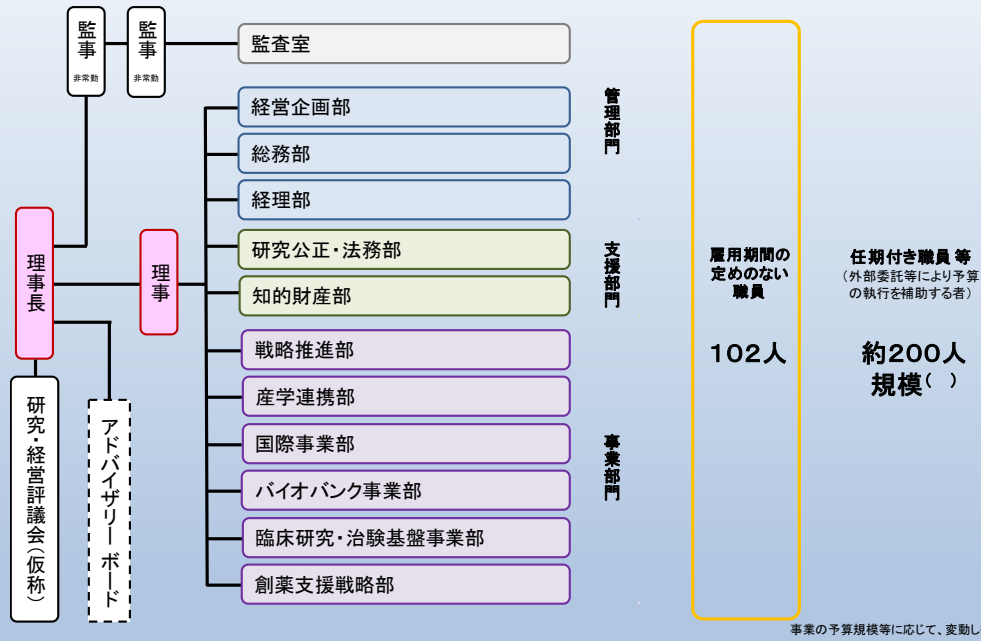 監事
非常勤
監事
非常勤
監査室
経営企画部
総務部
経理部
管理部門
研究公正・法務部
知的財産部
支援部門
理事長
理事
戦略推進部
産学連携部
国際事業部
バイオバンク事業部
臨床研究・治験基盤事業部
創薬支援戦略部
事業部門
研究・経営評議会(仮称)
アドバイザリーボード
雇用期間の
定めのない
職員
102人
任期付き職員等
(外部委託等により予算
の執行を補助する者)
約200人
規模( )
事業の予算規模等に応じて、変動し